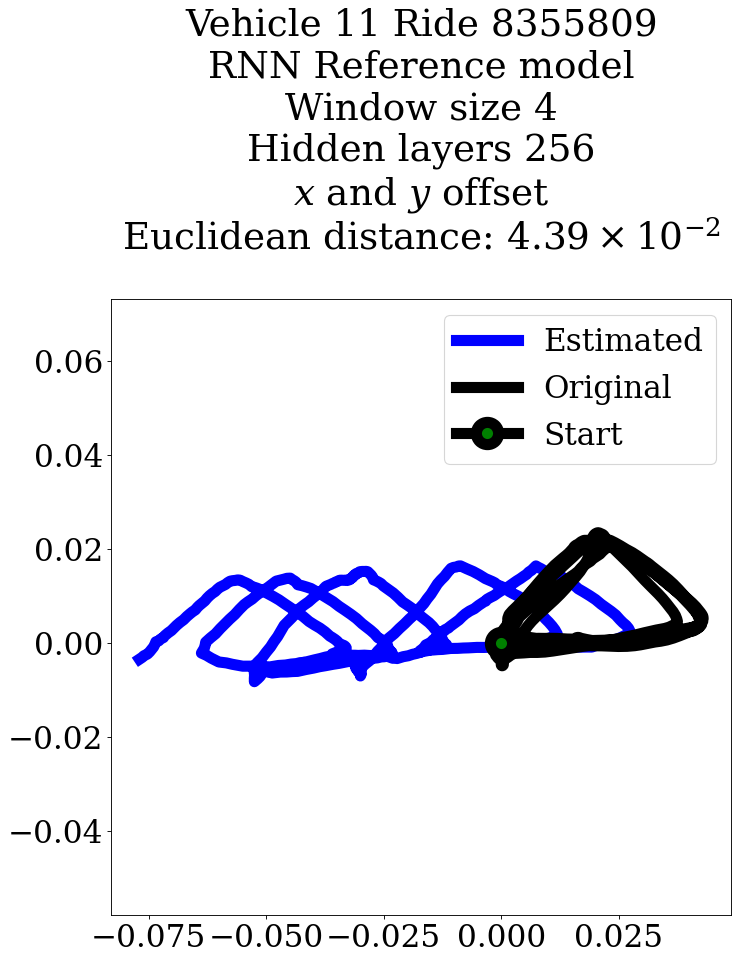 Vehicle 11 Ride 8355809
RNN Reference model
Window size 4
Hidden layers 256
x and y offset
Euclidean distance: 4.39 × 10⁻²
Estimated
Original
Start
0.06
0.04
0.02
0.00
−0.02
−0.04
−0.075
−0.050
−0.025
0.000
0.025